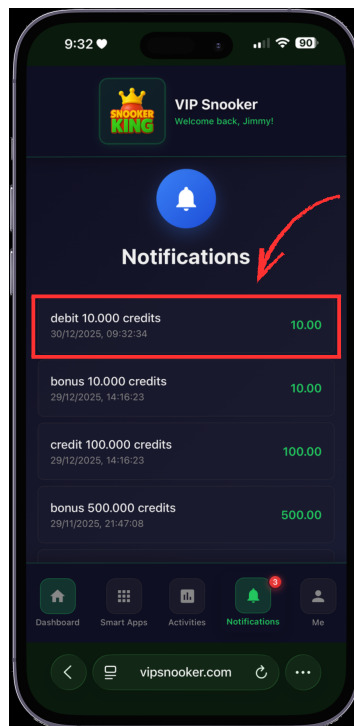 9:32
90
SNOOKER
KING
VIP Snooker
Welcome back, Jimmy!
Notifications
debit 10.000 credits
30/12/2025, 09:32:34
10.00
bonus 10.000 credits
29/12/2025, 14:16:23
10.00
credit 100.000 credits
29/12/2025, 14:16:23
100.00
bonus 500.000 credits
29/11/2025, 21:47:08
500.00
3
Dashboard
Smart Apps
Activities
Notifications
Me
vipsnooker.com